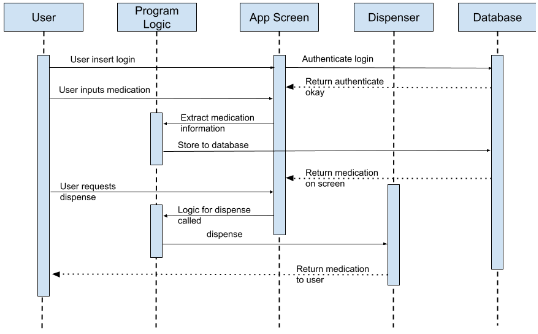 User
Program
Logic
App Screen
Dispenser
Database
User insert login
Authenticate login
Return authenticate
okay
User inputs medication
Extract medication
information
Store to database
Return medication
on screen
User requests
dispense
Logic for dispense
called
dispense
Return medication
to user